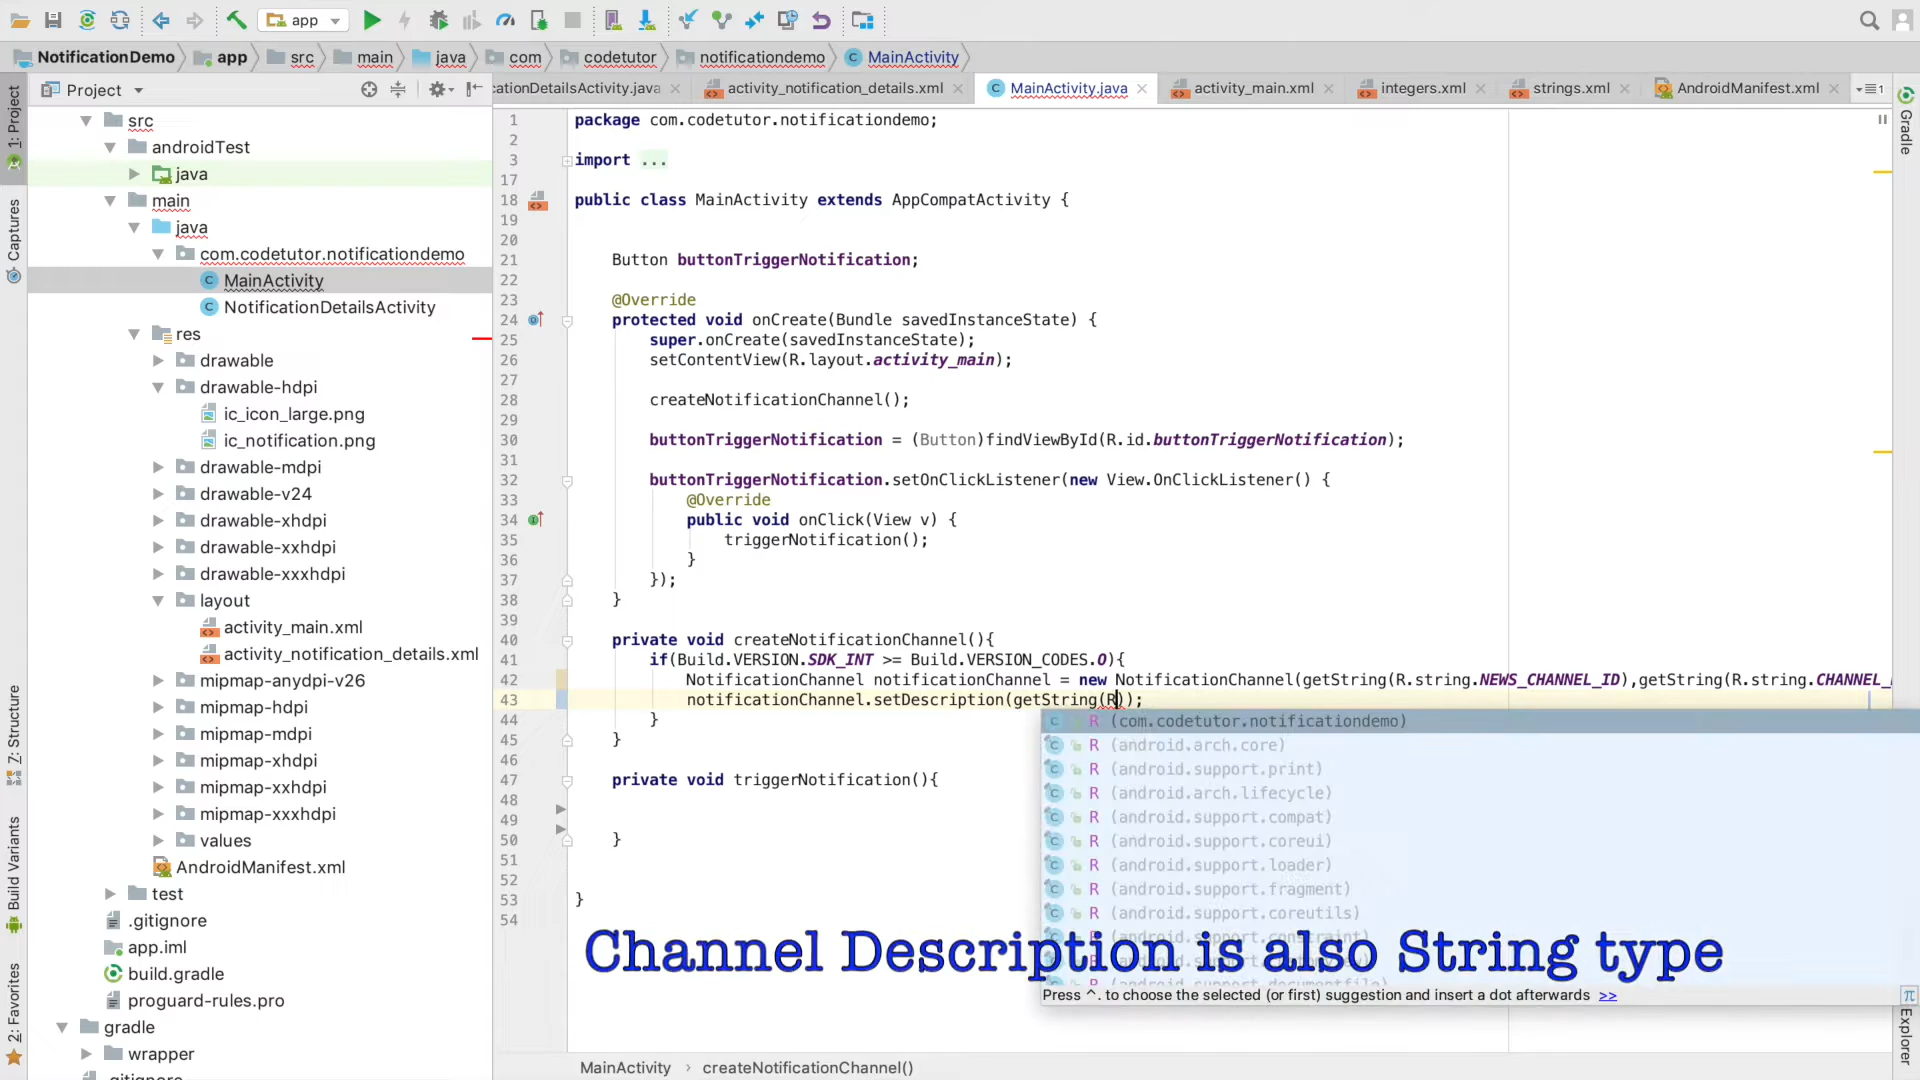 app
NotificationDemo app src main java com codetutor notificationdemo MainActivity
Project
cationDetailsActivity.java activity_notification_details.xml MainActivity.java activity_main.xml integers.xml strings.xml AndroidManifest.xml
1: Project
Captures
Z: Structure
Build Variants
2: Favorites
src
androidTest
java
main
java
com.codetutor.notificationdemo
MainActivity
NotificationDetailsActivity
res
drawable
drawable-hdpi
ic_icon_large.png
ic_notification.png
drawable-mdpi
drawable-v24
drawable-xhdpi
drawable-xxhdpi
drawable-xxxhdpi
layout
activity_main.xml
activity_notification_details.xml
mipmap-anydpi-v26
mipmap-hdpi
mipmap-mdpi
mipmap-xhdpi
mipmap-xxhdpi
mipmap-xxxhdpi
values
AndroidManifest.xml
test
.gitignore
app.iml
build.gradle
proguard-rules.pro
gradle
wrapper
.gitignore
1 package com.codetutor.notificationdemo;
2
3 import ...
17
18 public class MainActivity extends AppCompatActivity {
19
20
21 Button buttonTriggerNotification;
22
23 @Override
24 protected void onCreate(Bundle savedInstanceState) {
25 super.onCreate(savedInstanceState);
26 setContentView(R.layout.activity_main);
27
28 createNotificationChannel();
29
30 buttonTriggerNotification = (Button)findViewById(R.id.buttonTriggerNotification);
31
32 buttonTriggerNotification.setOnClickListener(new View.OnClickListener() {
33 @Override
34 public void onClick(View v) {
35 triggerNotification();
36 }
37 });
38 }
39
40 private void createNotificationChannel(){
41 if(Build.VERSION.SDK_INT >= Build.VERSION_CODES.O){
42 NotificationChannel notificationChannel = new NotificationChannel(getString(R.string.NEWS_CHANNEL_ID),getString(R.string.CHANNEL_
43 notificationChannel.setDescription(getString(R));
44 }
45 }
46
47 private void triggerNotification(){
48
49
50 }
51
52
53 }
54
R (com.codetutor.notificationdemo)
R (android.arch.core)
R (android.support.print)
R (android.arch.lifecycle)
R (android.support.compat)
R (android.support.coreui)
R (android.support.loader)
R (android.support.fragment)
R (android.support.coreutils)
R (android.support.constraint)
R (android.support.documentfile)
Channel Description is also String type
Press ^. to choose the selected (or first) suggestion and insert a dot afterwards >>
MainActivity › createNotificationChannel()
Gradle
Explorer